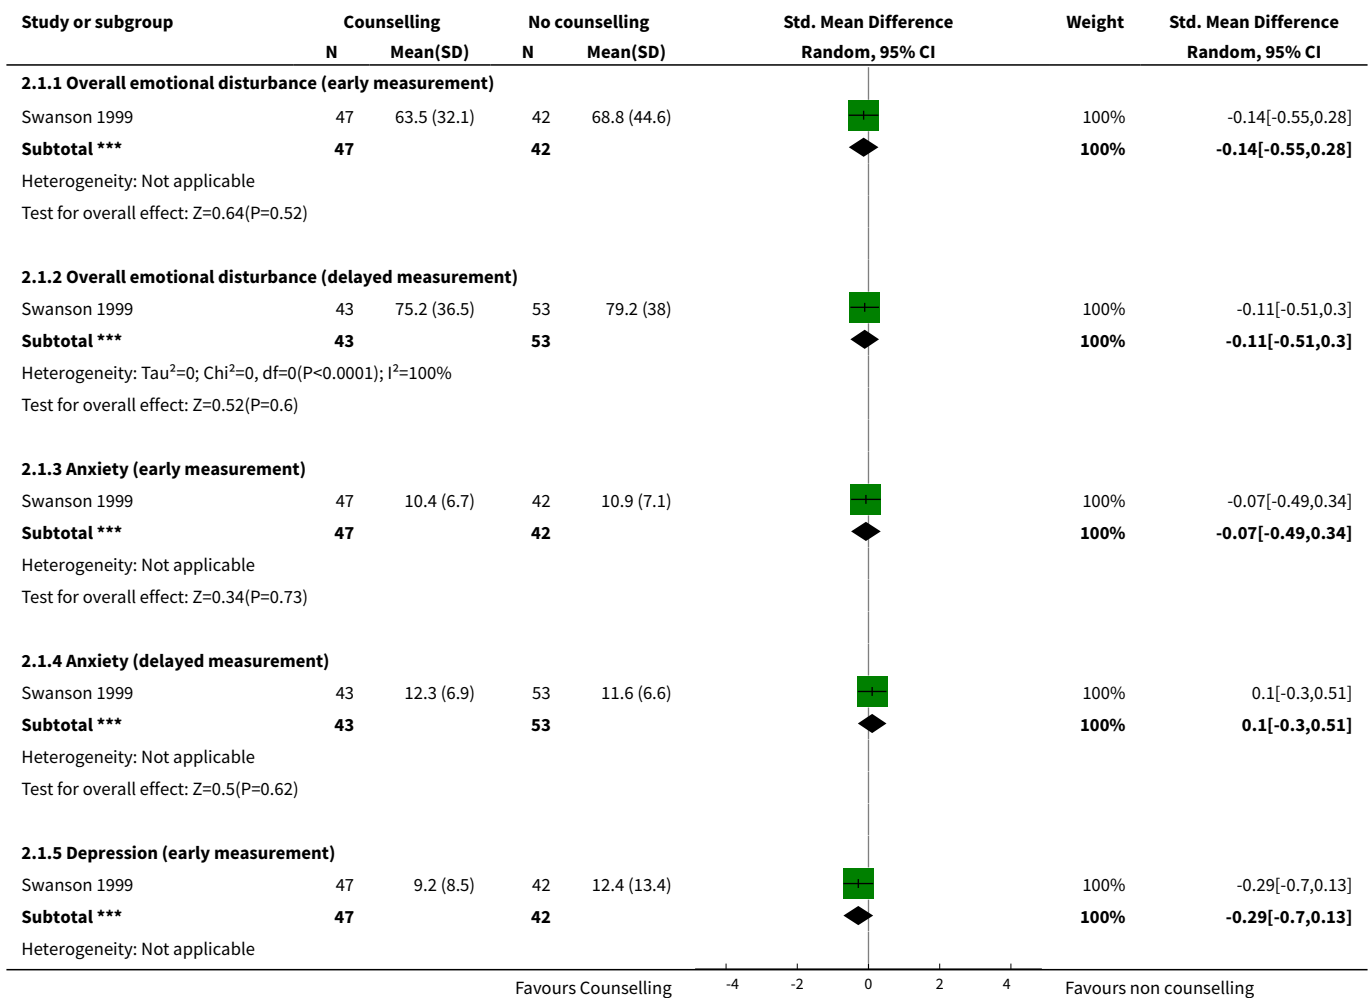 Study or subgroup Counselling No counselling Std. Mean Difference Weight Std. Mean Difference
N Mean(SD) N Mean(SD) Random, 95% CI Random, 95% CI
2.1.1 Overall emotional disturbance (early measurement)
Swanson 1999 47 63.5 (32.1) 42 68.8 (44.6) 100% -0.14[-0.55,0.28]
Subtotal *** 47 42 100% -0.14[-0.55,0.28]
Heterogeneity: Not applicable
Test for overall effect: Z=0.64(P=0.52)
2.1.2 Overall emotional disturbance (delayed measurement)
Swanson 1999 43 75.2 (36.5) 53 79.2 (38) 100% -0.11[-0.51,0.3]
Subtotal *** 43 53 100% -0.11[-0.51,0.3]
Heterogeneity: Tau²=0; Chi²=0, df=0(P<0.0001); I²=100%
Test for overall effect: Z=0.52(P=0.6)
2.1.3 Anxiety (early measurement)
Swanson 1999 47 10.4 (6.7) 42 10.9 (7.1) 100% -0.07[-0.49,0.34]
Subtotal *** 47 42 100% -0.07[-0.49,0.34]
Heterogeneity: Not applicable
Test for overall effect: Z=0.34(P=0.73)
2.1.4 Anxiety (delayed measurement)
Swanson 1999 43 12.3 (6.9) 53 11.6 (6.6) 100% 0.1[-0.3,0.51]
Subtotal *** 43 53 100% 0.1[-0.3,0.51]
Heterogeneity: Not applicable
Test for overall effect: Z=0.5(P=0.62)
2.1.5 Depression (early measurement)
Swanson 1999 47 9.2 (8.5) 42 12.4 (13.4) 100% -0.29[-0.7,0.13]
Subtotal *** 47 42 100% -0.29[-0.7,0.13]
Heterogeneity: Not applicable
Favours Counselling -4 -2 0 2 4 Favours non counselling